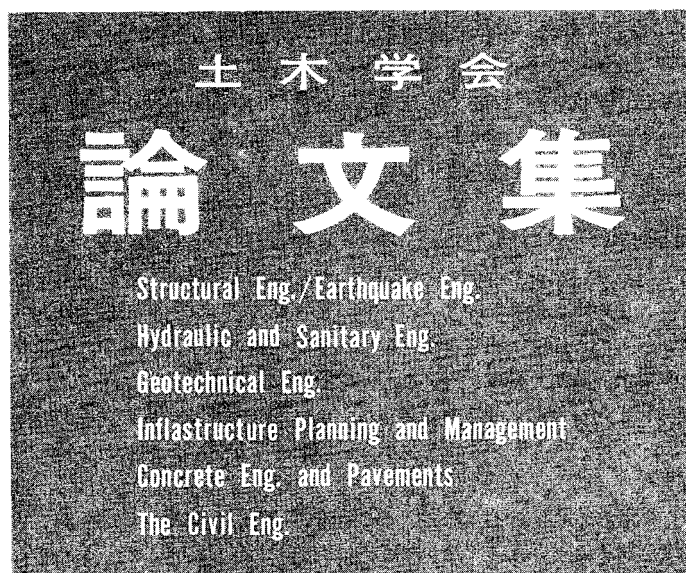 土木学会
論文集
Structural Eng./Earthquake Eng.
Hydraulic and Sanitary Eng.
Geotechnical Eng.
Inflastructure Planning and Management
Concrete Eng. and Pavements
The Civil Eng.